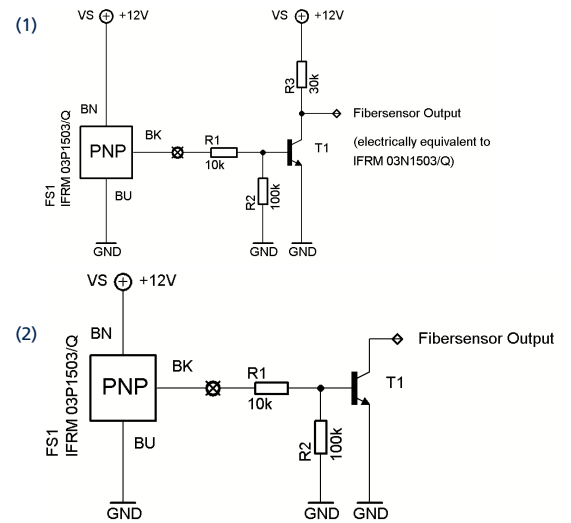 (1)
VS +12V
VS +12V
R3
30k
BN
Fibersensor Output
BK
R1
PNP
T1
(electrically equivalent to
IFRM 03N1503/Q)
10k
FS1
IFRM 03P1503/Q
R2
100k
BU
GND
GND
GND
(2)
VS +12V
BN
Fibersensor Output
BK
R1
PNP
T1
10k
FS1
IFRM 03P1503/Q
R2
100k
BU
GND
GND
GND